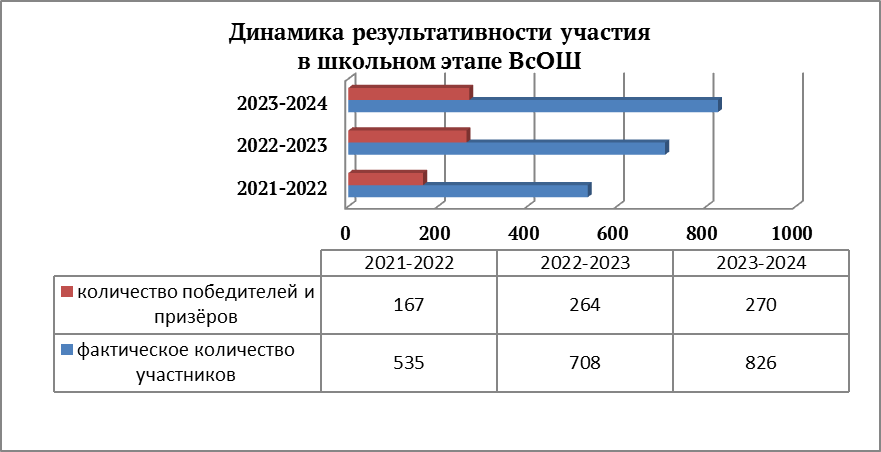 Динамика результативности участия
в школьном этапе ВсОШ
2023-2024
2022-2023
2021-2022
0 200 400 600 800 1000
2021-2022 2022-2023 2023-2024
количество победителей и
призёров
167 264 270
фактическое количество
участников
535 708 826